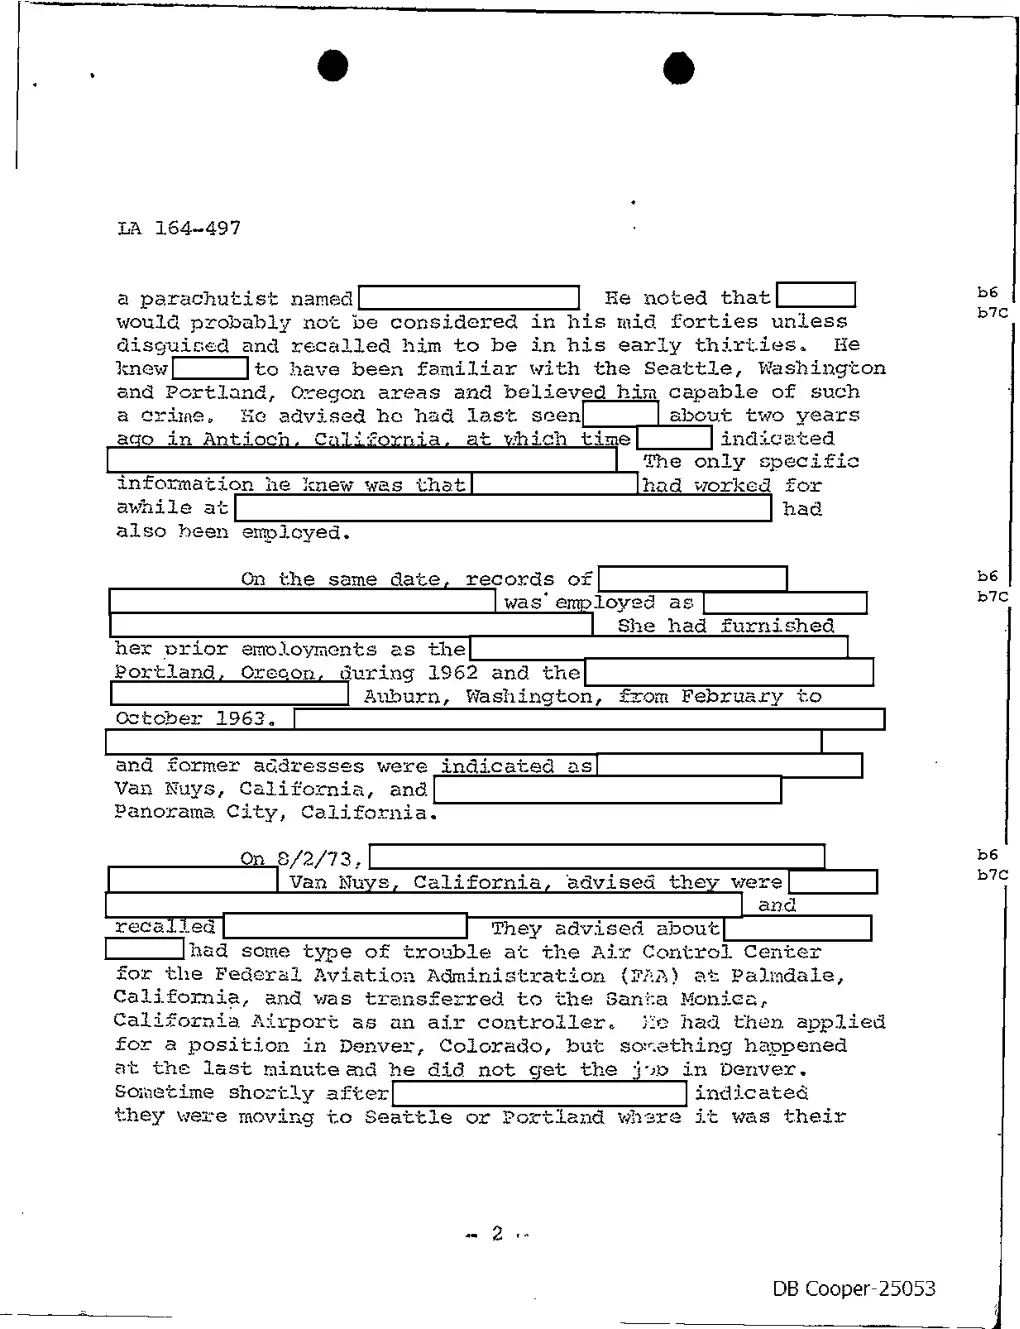 LA 164-497
a parachutist named He noted that b6
would probably not be considered in his mid forties unless b7C
disguised and recalled him to be in his early thirties. He
knew to have been familiar with the Seattle, Washington
and Portland, Oregon areas and believed him capable of such
a crime. He advised he had last seen about two years
ago in Antioch, California, at which time indicated
The only specific
information he knew was that had worked for
awhile at had
also been employed.
On the same date, records of b6
was employed as b7C
She had furnished
her prior employments as the
Portland, Oregon, during 1962 and the
Auburn, Washington, from February to
October 1963.
and former addresses were indicated as
Van Nuys, California, and
Panorama City, California.
On 8/2/73, b6
Van Nuys, California, advised they were b7C
and
recalled They advised about
had some type of trouble at the Air Control Center
for the Federal Aviation Administration (FAA) at Palmdale,
California, and was transferred to the Santa Monica,
California Airport as an air controller. He had then applied
for a position in Denver, Colorado, but something happened
at the last minute and he did not get the job in Denver.
Sometime shortly after indicated
they were moving to Seattle or Portland where it was their
- 2 -
DB Cooper-25053